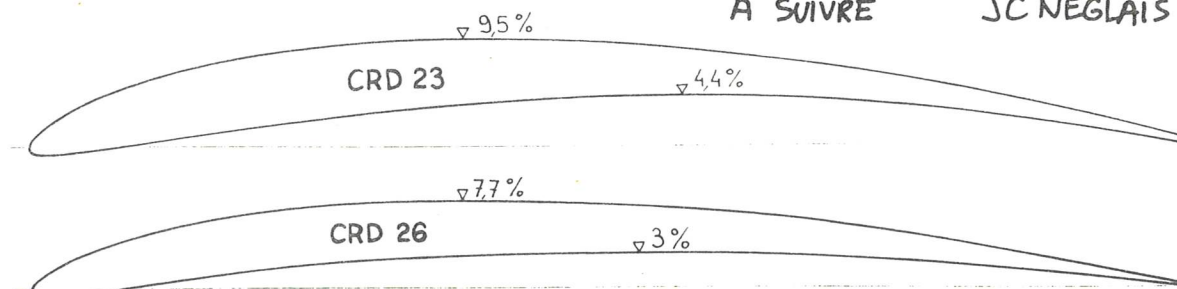 A SUIVRE JC NEGLAIS
9,5%
CRD 23
4,4%
7,7%
CRD 26
3%